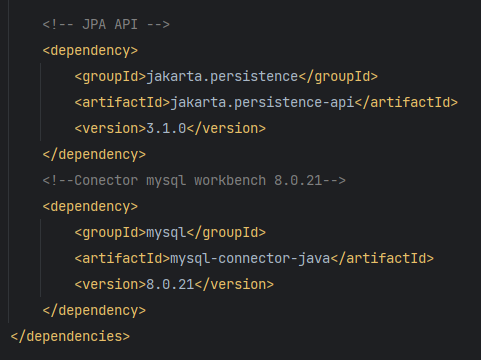 <!-- JPA API -->
<dependency>
<groupId>jakarta.persistence</groupId>
<artifactId>jakarta.persistence-api</artifactId>
<version>3.1.0</version>
</dependency>
<!--Conector mysql workbench 8.0.21-->
<dependency>
<groupId>mysql</groupId>
<artifactId>mysql-connector-java</artifactId>
<version>8.0.21</version>
</dependency>
</dependencies>